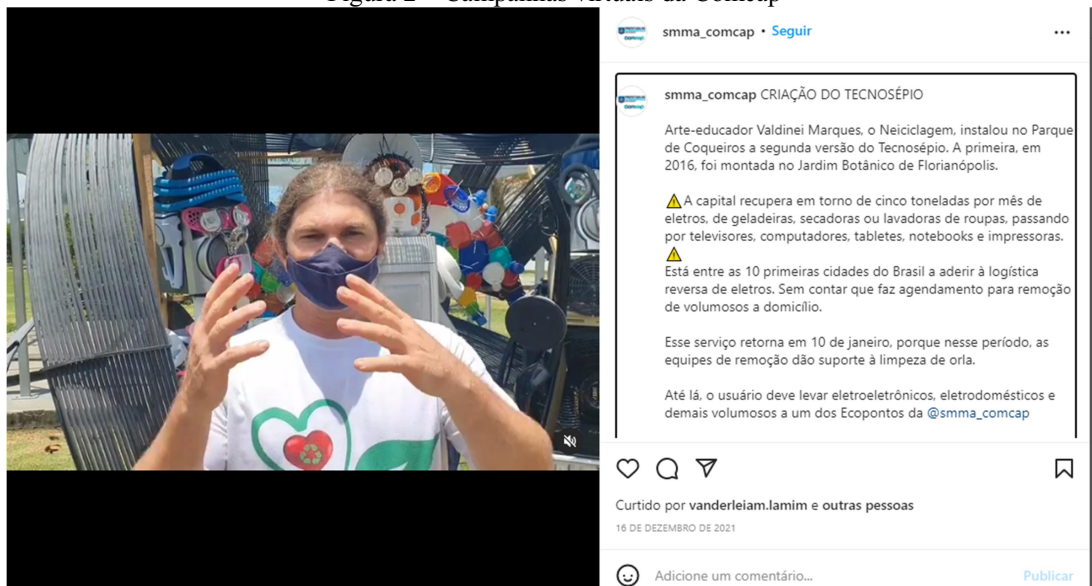 Figura 2 – Campanhas virtuais da Comcap
smma_comcap • Seguir
smma_comcap CRIAÇÃO DO TECNOSÉPIO
Arte-educador Valdinei Marques, o Neiciclagem, instalou no Parque
de Coqueiros a segunda versão do Tecnosépio. A primeira, em
2016, foi montada no Jardim Botânico de Florianópolis.
⚠A capital recupera em torno de cinco toneladas por mês de
eletros, de geladeiras, secadoras ou lavadoras de roupas, passando
por televisores, computadores, tabletes, notebooks e impressoras.
⚠
Está entre as 10 primeiras cidades do Brasil a aderir à logística
reversa de eletros. Sem contar que faz agendamento para remoção
de volumosos a domicílio.
Esse serviço retorna em 10 de janeiro, porque nesse período, as
equipes de remoção dão suporte à limpeza de orla.
Até lá, o usuário deve levar eletroeletrônicos, eletrodomésticos e
demais volumosos a um dos Ecopontos da @smma_comcap
Curtido por vanderleiam.lamim e outras pessoas
16 DE DEZEMBRO DE 2021
Adicione um comentário...
Publicar